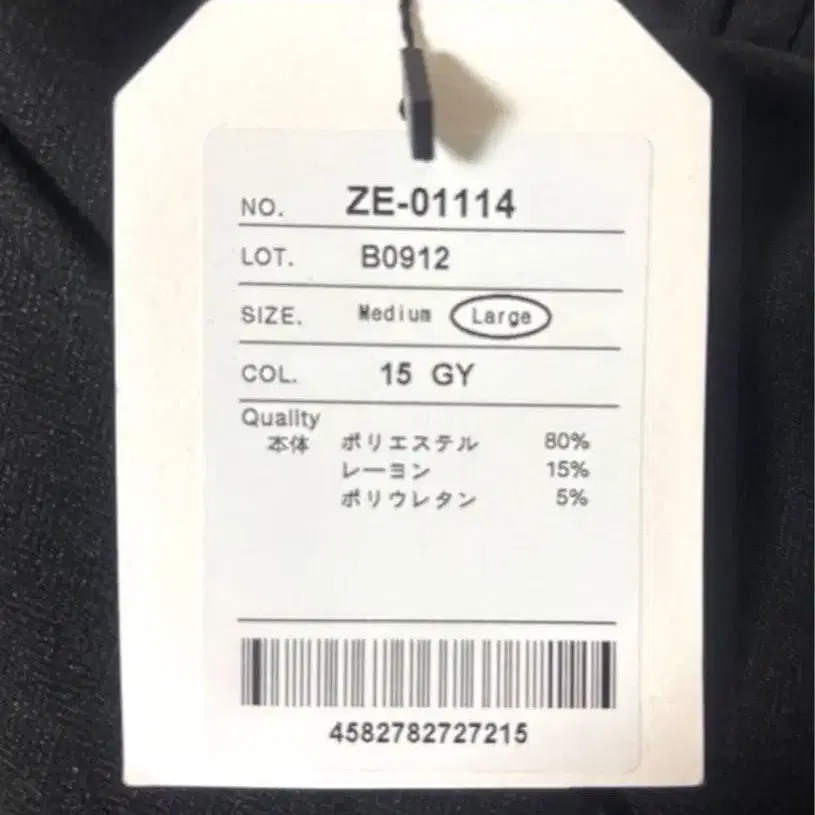 NO. ZE-01114
LOT. B0912
SIZE. Medium Large
COL. 15 GY
Quality
本体 ポリエステル 80%
レーヨン 15%
ポリウレタン 5%
4582782727215